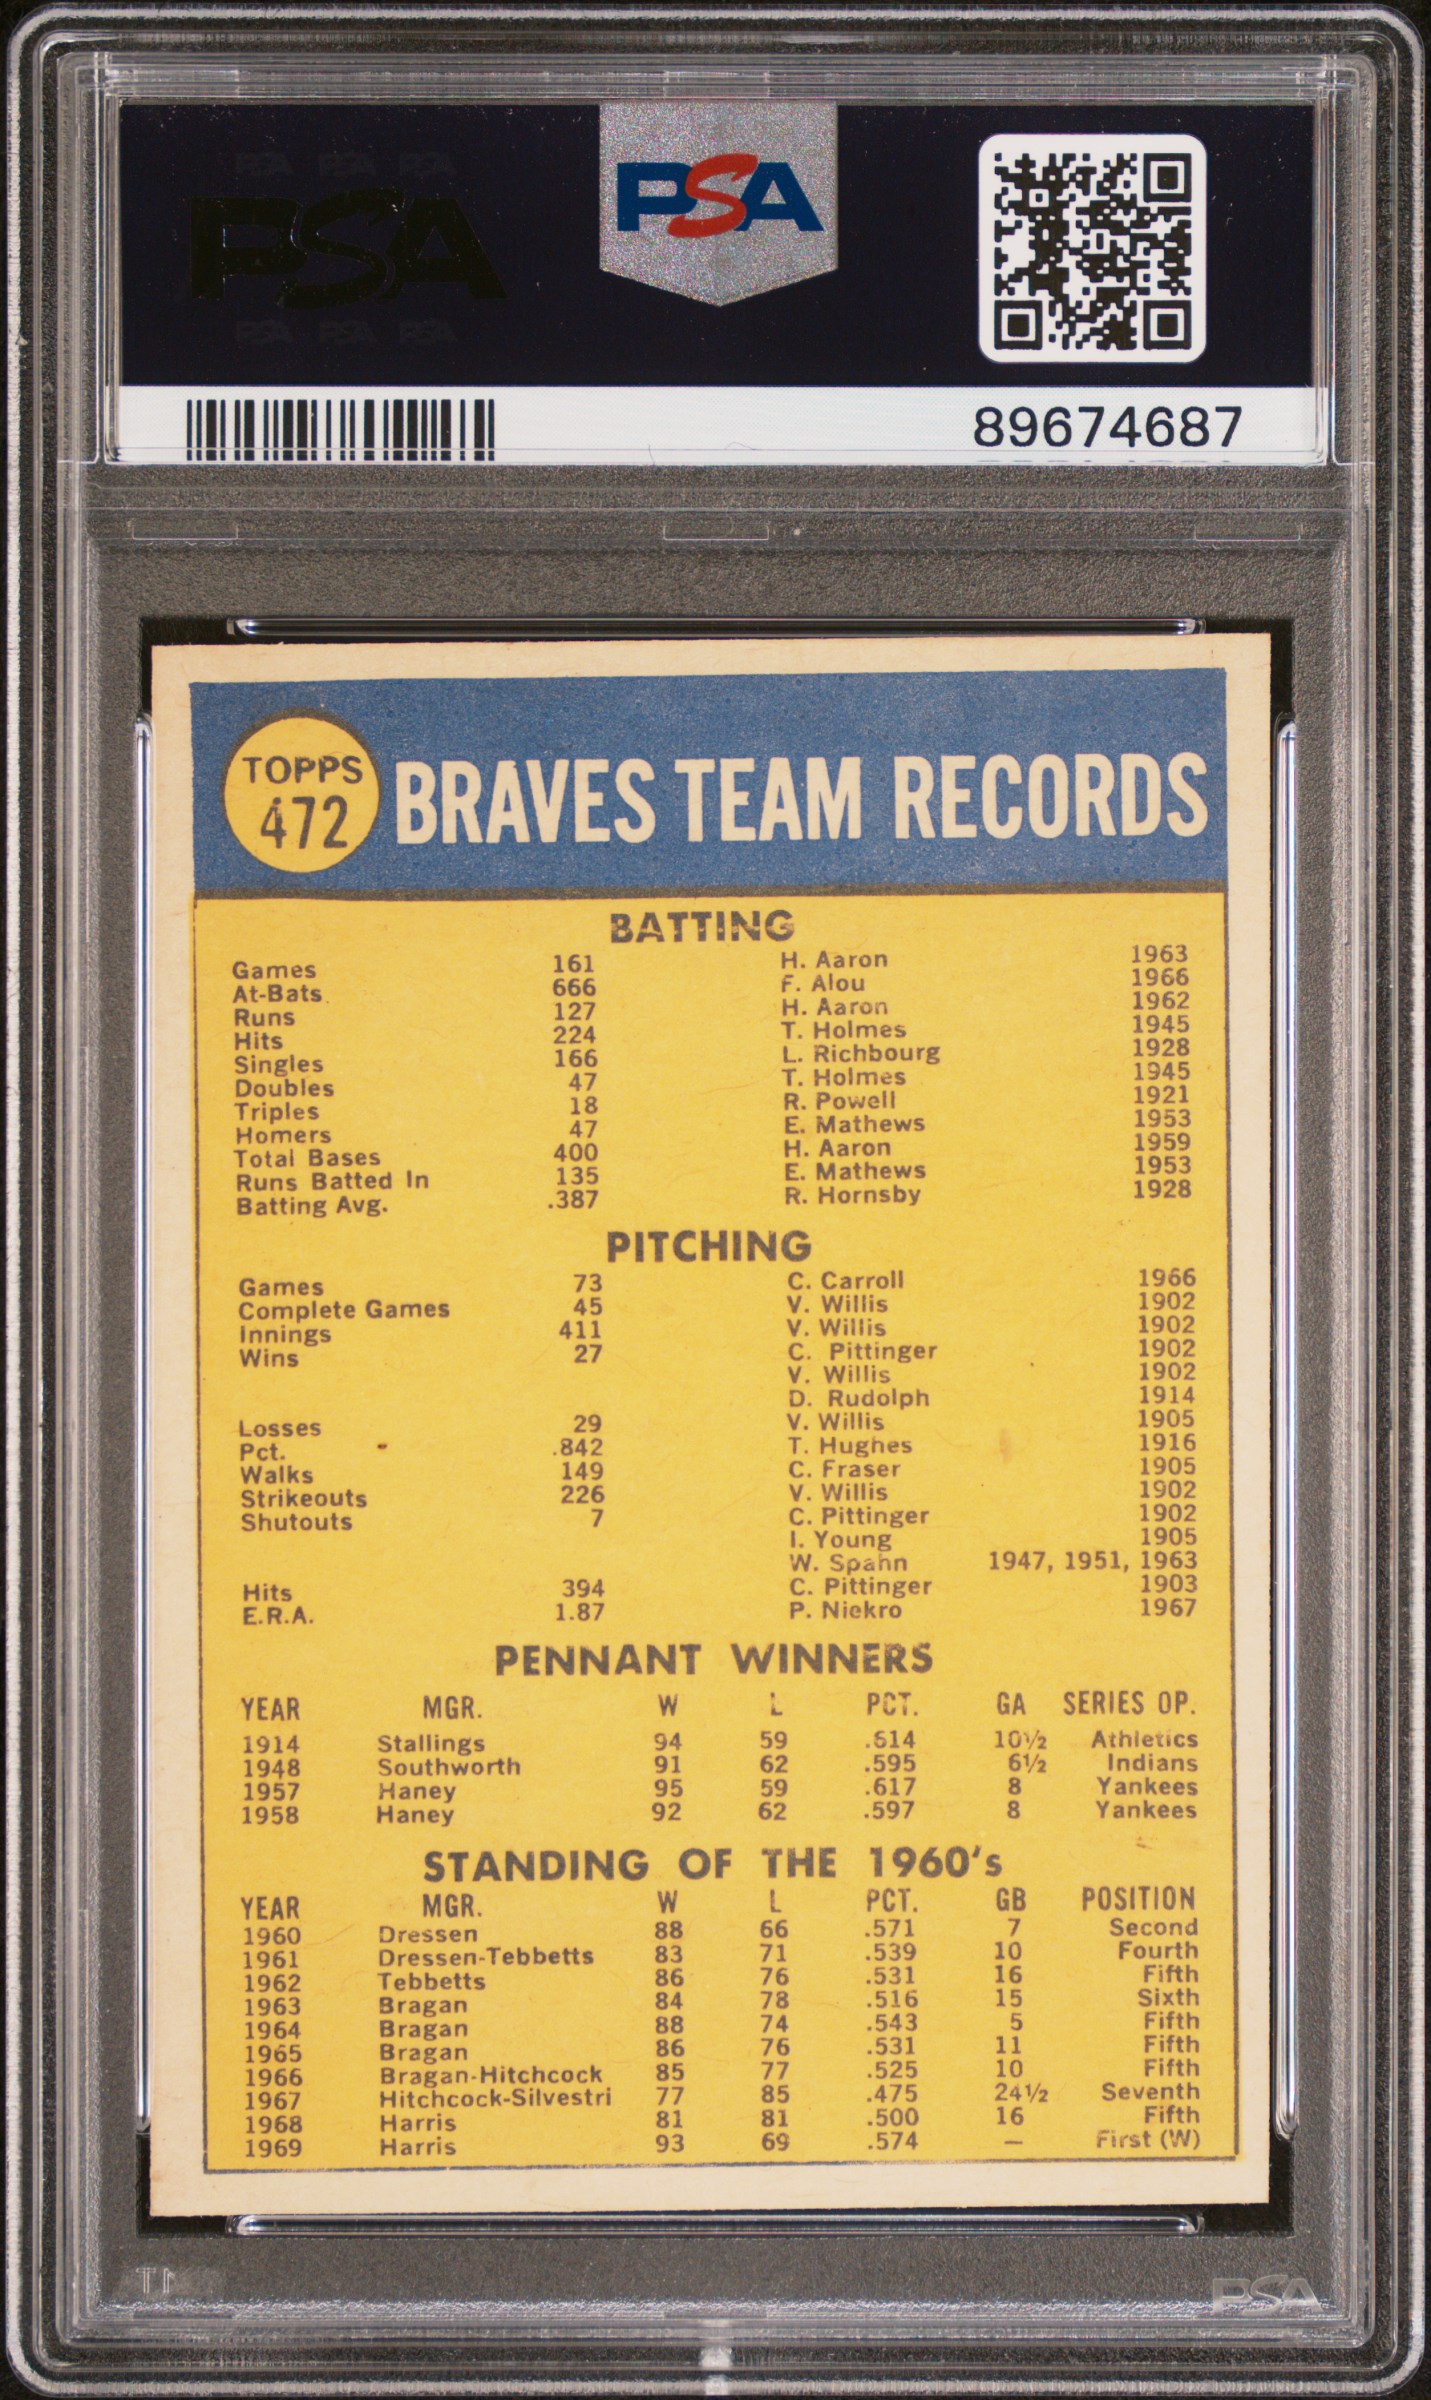 PSA PSA PSA
PSA
PSA
PSA PSA PSA
89674687
TOPPS
472
BRAVES TEAM RECORDS
BATTING
Games 161 H. Aaron 1963
At-Bats 666 F. Alou 1966
Runs 127 H. Aaron 1962
Hits 224 T. Holmes 1945
Singles 166 L. Richbourg 1928
Doubles 47 T. Holmes 1945
Triples 18 R. Powell 1921
Homers 47 E. Mathews 1953
Total Bases 400 H. Aaron 1959
Runs Batted In 135 E. Mathews 1953
Batting Avg. .387 R. Hornsby 1928
PITCHING
Games 73 C. Carroll 1966
Complete Games 45 V. Willis 1902
Innings 411 V. Willis 1902
Wins 27 C. Pittinger 1902
V. Willis 1902
D. Rudolph 1914
Losses 29 V. Willis 1905
Pct. .842 T. Hughes 1916
Walks 149 C. Fraser 1905
Strikeouts 226 V. Willis 1902
Shutouts 7 C. Pittinger 1902
I. Young 1905
W. Spahn 1947, 1951, 1963
Hits 394 C. Pittinger 1903
E.R.A. 1.87 P. Niekro 1967
PENNANT WINNERS
YEAR MGR. W L PCT. GA SERIES OP.
1914 Stallings 94 59 .614 10½ Athletics
1948 Southworth 91 62 .595 6½ Indians
1957 Haney 95 59 .617 8 Yankees
1958 Haney 92 62 .597 8 Yankees
STANDING OF THE 1960's
YEAR MGR. W L PCT. GB POSITION
1960 Dressen 88 66 .571 7 Second
1961 Dressen-Tebbetts 83 71 .539 10 Fourth
1962 Tebbetts 86 76 .531 16 Fifth
1963 Bragan 84 78 .516 15 Sixth
1964 Bragan 88 74 .543 5 Fifth
1965 Bragan 86 76 .531 11 Fifth
1966 Bragan-Hitchcock 85 77 .525 10 Fifth
1967 Hitchcock-Silvestri 77 85 .475 24½ Seventh
1968 Harris 81 81 .500 16 Fifth
1969 Harris 93 69 .574 — First (W)
PSA